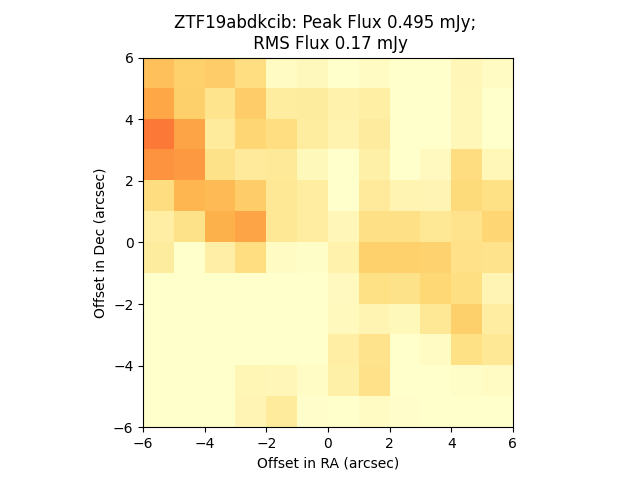 ZTF19abdkcib: Peak Flux 0.495 mJy;
RMS Flux 0.17 mJy
6
4
2
0
−2
−4
−6
Offset in Dec (arcsec)
−6 −4 −2 0 2 4 6
Offset in RA (arcsec)